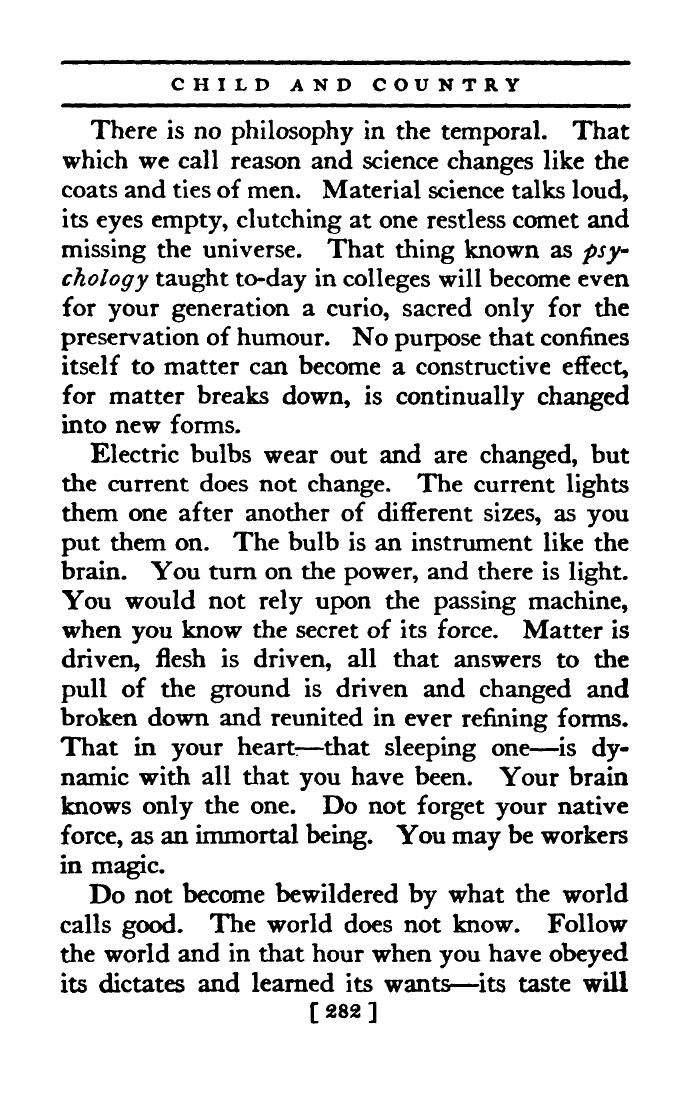 CHILD AND COUNTRY
There is no philosophy in the temporal. That
which we call reason and science changes like the
coats and ties of men. Material science talks loud,
its eyes empty, clutching at one restless comet and
missing the universe. That thing known as psy-
chology taught to-day in colleges will become even
for your generation a curio, sacred only for the
preservation of humour. No purpose that confines
itself to matter can become a constructive effect,
for matter breaks down, is continually changed
into new forms.
Electric bulbs wear out and are changed, but
the current does not change. The current lights
them one after another of different sizes, as you
put them on. The bulb is an instrument like the
brain. You turn on the power, and there is light.
You would not rely upon the passing machine,
when you know the secret of its force. Matter is
driven, flesh is driven, all that answers to the
pull of the ground is driven and changed and
broken down and reunited in ever refining forms.
That in your heart—that sleeping one—is dy-
namic with all that you have been. Your brain
knows only the one. Do not forget your native
force, as an immortal being. You may be workers
in magic.
Do not become bewildered by what the world
calls good. The world does not know. Follow
the world and in that hour when you have obeyed
its dictates and learned its wants—its taste will
[ 282 ]